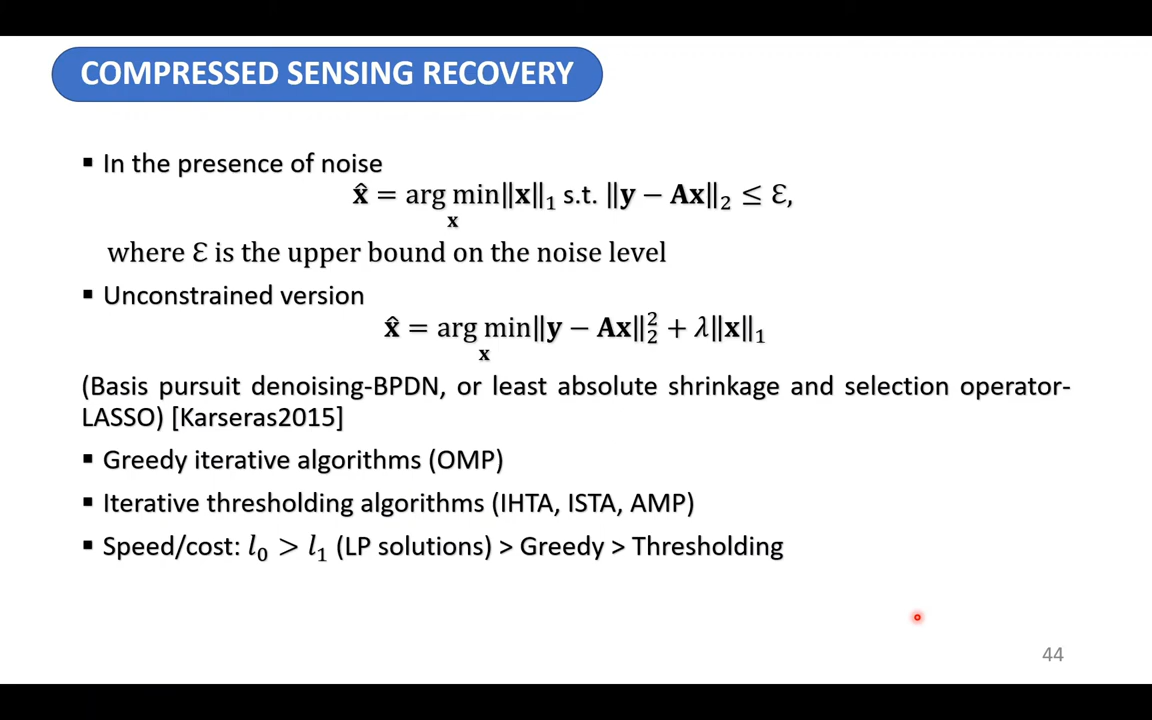 COMPRESSED SENSING RECOVERY
▪ In the presence of noise
x̂ = arg min‖x‖₁ s.t. ‖y − Ax‖₂ ≤ Ɛ,
x
where Ɛ is the upper bound on the noise level
▪ Unconstrained version
x̂ = arg min‖y − Ax‖₂² + λ‖x‖₁
x
(Basis pursuit denoising-BPDN, or least absolute shrinkage and selection operator-
LASSO) [Karseras2015]
▪ Greedy iterative algorithms (OMP)
▪ Iterative thresholding algorithms (IHTA, ISTA, AMP)
▪ Speed/cost: l₀ > l₁ (LP solutions) > Greedy > Thresholding
44